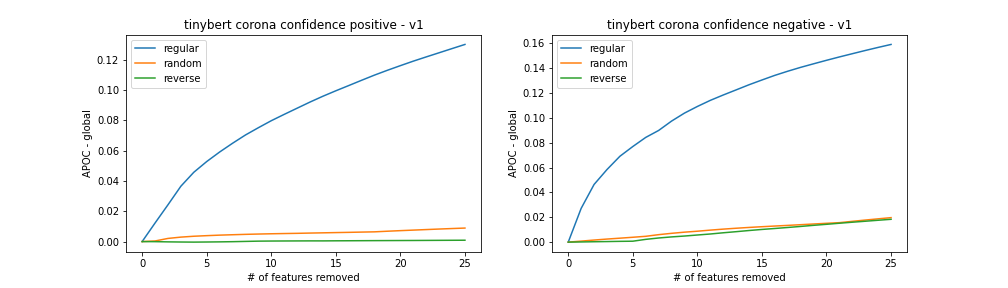 tinybert corona confidence positive - v1
APOC - global
0.12
0.10
0.08
0.06
0.04
0.02
0.00
regular
random
reverse
0 5 10 15 20 25
# of features removed
tinybert corona confidence negative - v1
APOC - global
0.16
0.14
0.12
0.10
0.08
0.06
0.04
0.02
0.00
regular
random
reverse
0 5 10 15 20 25
# of features removed